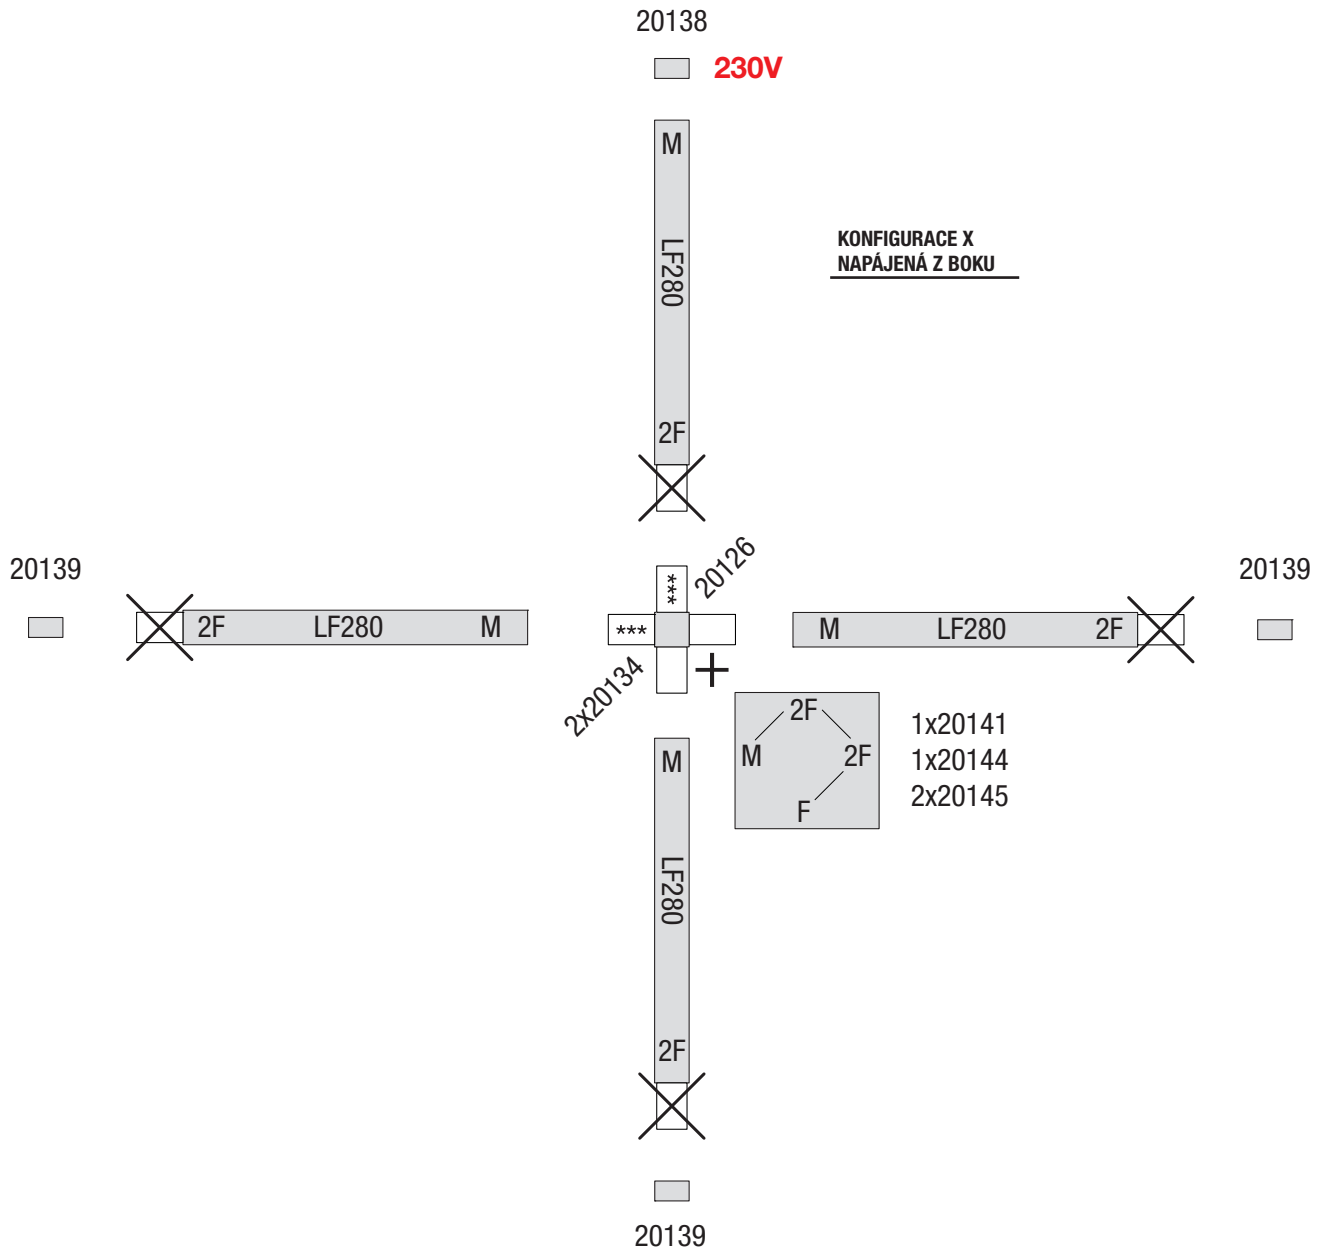 20138
230V
M
LF280
2F
KONFIGURACE X
NAPÁJENÁ Z BOKU
20139
2F LF280 M
***
***
20126
2x20134
M LF280 2F
20139
2F
M 2F
F
1x20141
1x20144
2x20145
M
LF280
2F
20139